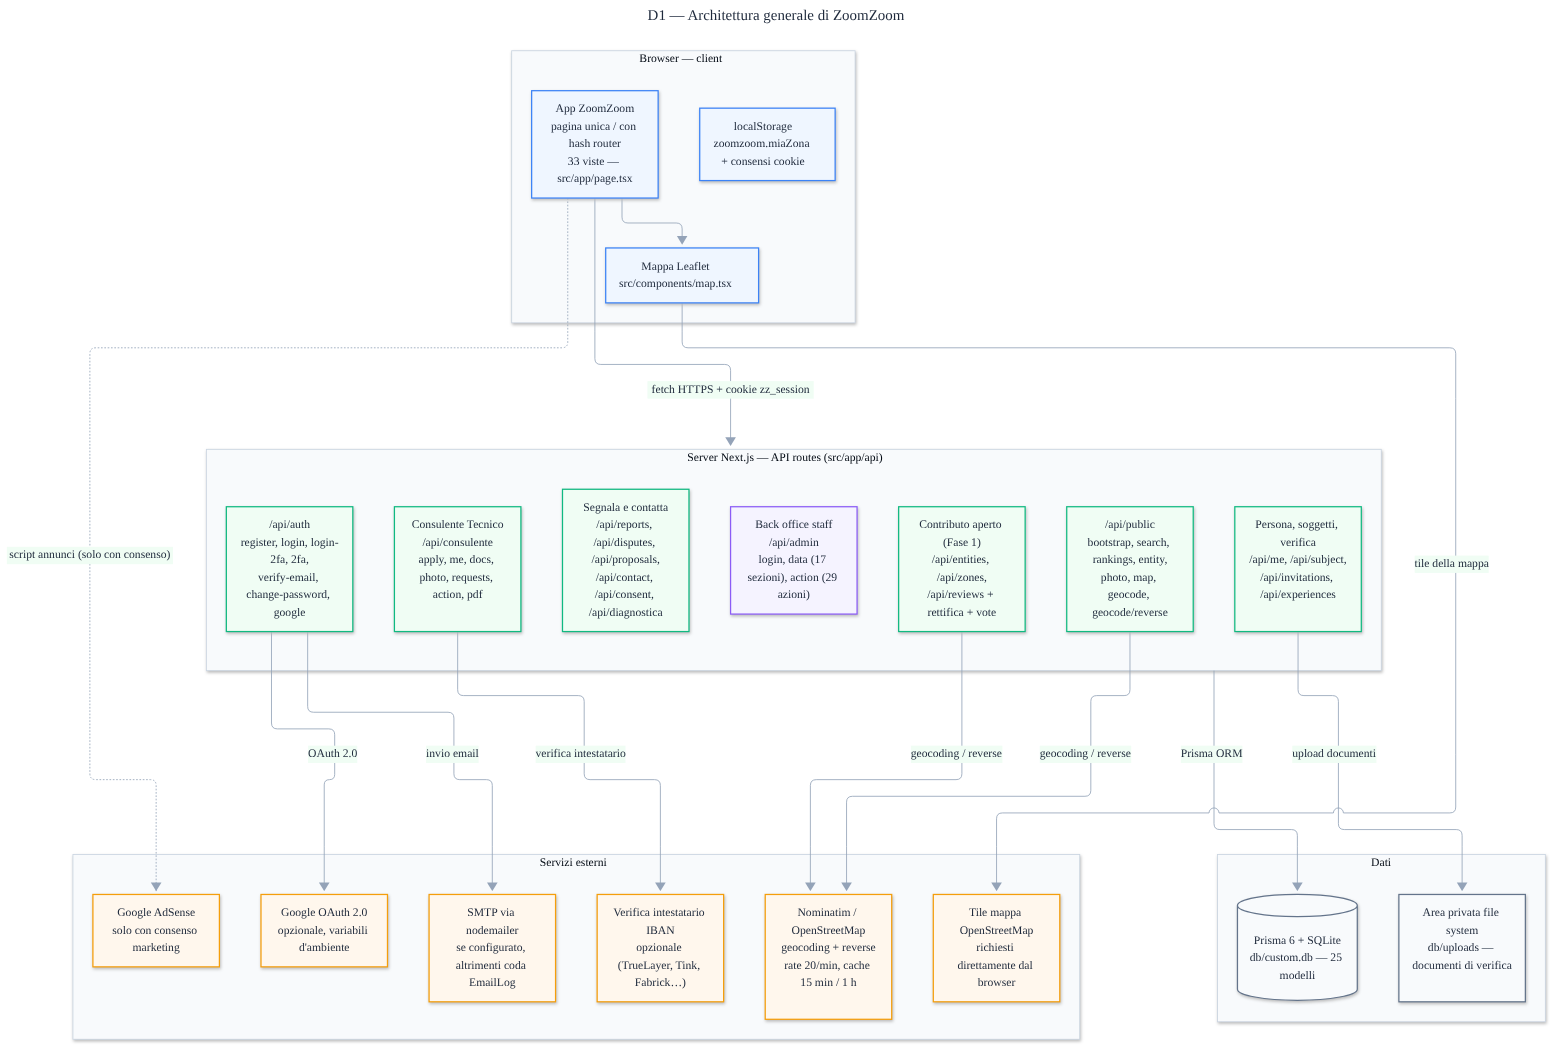 D1 — Architettura generale di ZoomZoom
Browser — client
App ZoomZoom
pagina unica / con
hash router
33 viste —
src/app/page.tsx
localStorage
zoomzoom.miaZona
+ consensi cookie
Mappa Leaflet
src/components/map.tsx
fetch HTTPS + cookie zz_session
script annunci (solo con consenso)
tile della mappa
Server Next.js — API routes (src/app/api)
/api/auth
register, login, login-
2fa, 2fa,
verify-email,
change-password,
google
Consulente Tecnico
/api/consulente
apply, me, docs,
photo, requests,
action, pdf
Segnala e contatta
/api/reports,
/api/disputes,
/api/proposals,
/api/contact,
/api/consent,
/api/diagnostica
Back office staff
/api/admin
login, data (17
sezioni), action (29
azioni)
Contributo aperto
(Fase 1)
/api/entities,
/api/zones,
/api/reviews +
rettifica + vote
/api/public
bootstrap, search,
rankings, entity,
photo, map,
geocode,
geocode/reverse
Persona, soggetti,
verifica
/api/me, /api/subject,
/api/invitations,
/api/experiences
OAuth 2.0
invio email
verifica intestatario
geocoding / reverse
geocoding / reverse
Prisma ORM
upload documenti
Servizi esterni
Google AdSense
solo con consenso
marketing
Google OAuth 2.0
opzionale, variabili
d'ambiente
SMTP via
nodemailer
se configurato,
altrimenti coda
EmailLog
Verifica intestatario
IBAN
opzionale
(TrueLayer, Tink,
Fabrick…)
Nominatim /
OpenStreetMap
geocoding + reverse
rate 20/min, cache
15 min / 1 h
Tile mappa
OpenStreetMap
richiesti
direttamente dal
browser
Dati
Prisma 6 + SQLite
db/custom.db — 25
modelli
Area privata file
system
db/uploads —
documenti di verifica